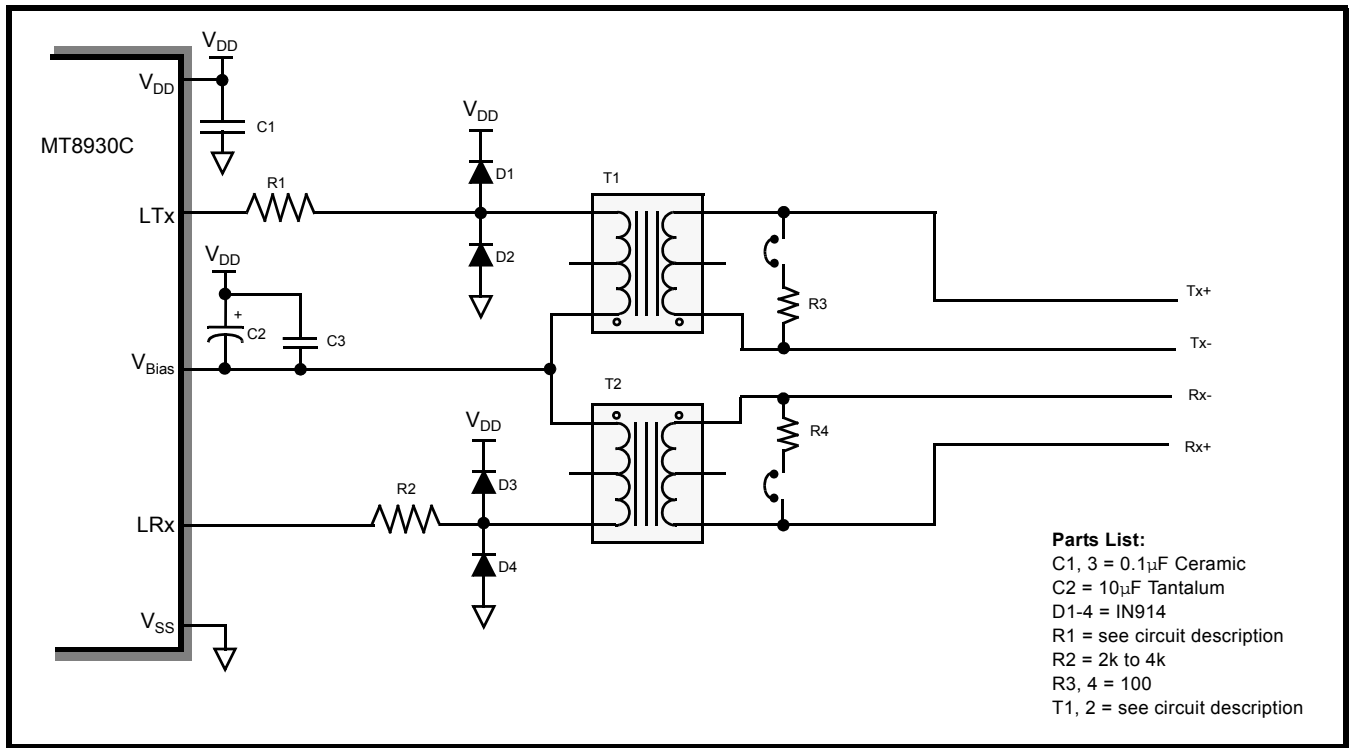 VDD
VDD
C1
MT8930C
VDD
D1
T1
R1
LTx
D2
VDD
R3
Tx+
+
C2
C3
Tx-
VBias
T2
Rx-
VDD
R4
Rx+
D3
R2
LRx
D4
VSS
Parts List:
C1, 3 = 0.1μF Ceramic
C2 = 10μF Tantalum
D1-4 = IN914
R1 = see circuit description
R2 = 2k to 4k
R3, 4 = 100
T1, 2 = see circuit description